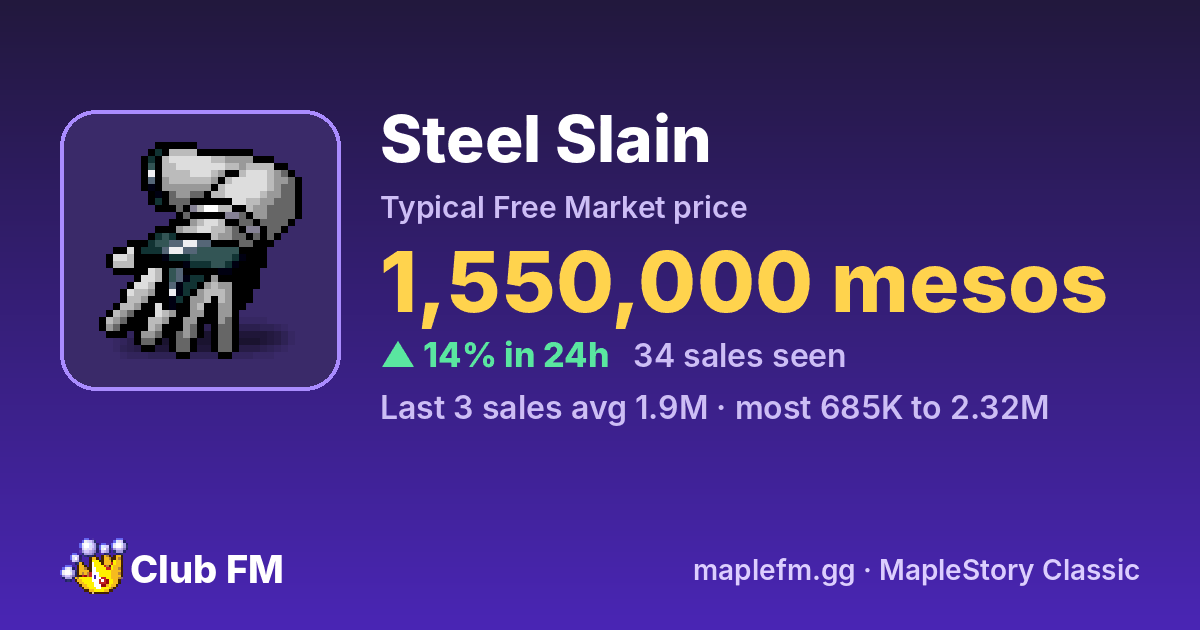 Steel Slain
Typical Free Market price
1,550,000 mesos
▲ 14% in 24h 34 sales seen
Last 3 sales avg 1.9M · most 685K to 2.32M
Club FM
maplefm.gg · MapleStory Classic